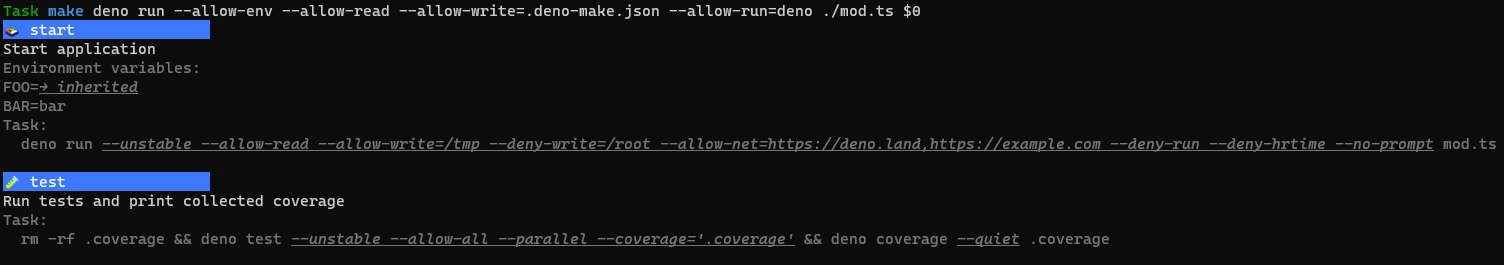 Task make deno run --allow-env --allow-read --allow-write=.deno-make.json --allow-run=deno ./mod.ts $0
🍱 start
Start application
Environment variables:
FOO=→ inherited
BAR=bar
Task:
deno run --unstable --allow-read --allow-write=/tmp --deny-write=/root --allow-net=https://deno.land,https://example.com --deny-run --deny-hrtime --no-prompt mod.ts
🧪 test
Run tests and print collected coverage
Task:
rm -rf .coverage && deno test --unstable --allow-all --parallel --coverage='.coverage' && deno coverage --quiet .coverage